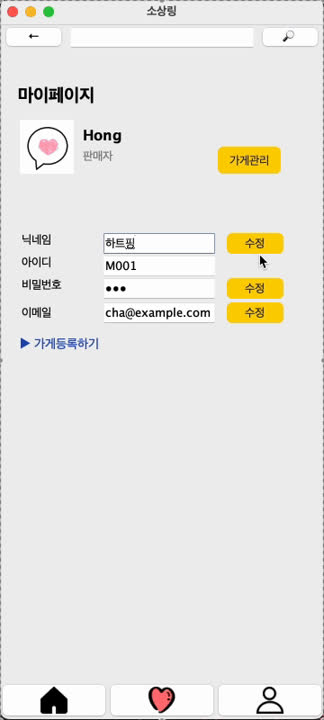 소상링
←
마이페이지
Hong
판매자
가게관리
닉네임 하트핑 수정
아이디 M001
비밀번호 ●●● 수정
이메일 cha@example.com 수정
▶ 가게등록하기